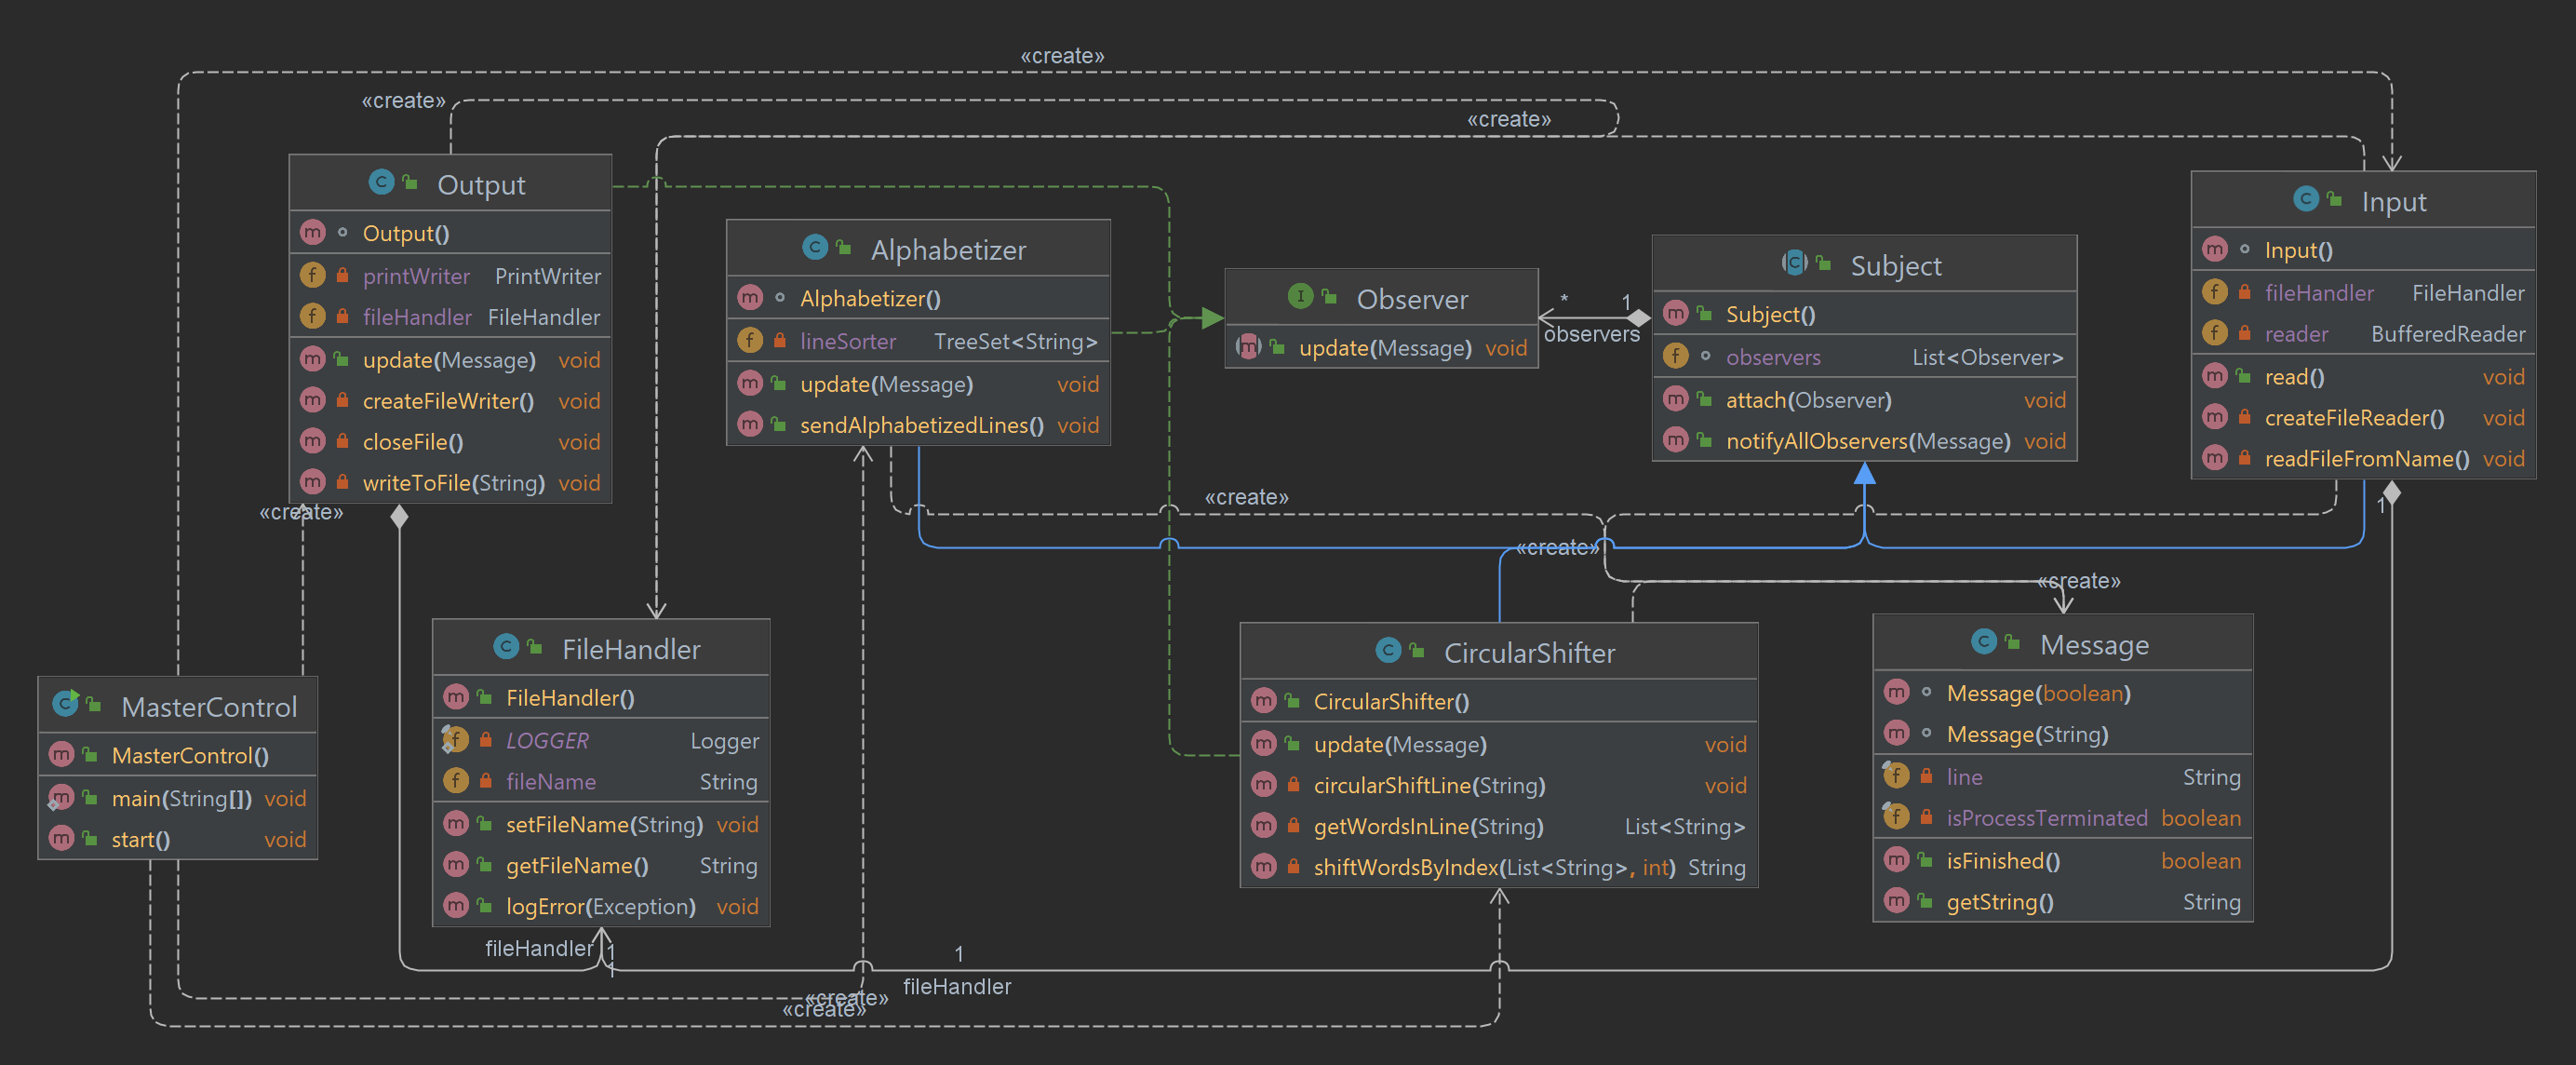 «create»
«create»
«create»
Output
Output()
printWriter PrintWriter
fileHandler FileHandler
update(Message) void
createFileWriter() void
closeFile() void
writeToFile(String) void
«create»
Alphabetizer
Alphabetizer()
lineSorter TreeSet<String>
update(Message) void
sendAlphabetizedLines() void
Observer
update(Message) void
* 1
observers
Subject
Subject()
observers List<Observer>
attach(Observer) void
notifyAllObservers(Message) void
Input
Input()
fileHandler FileHandler
reader BufferedReader
read() void
createFileReader() void
readFileFromName() void
1
«create»
«create»
«create»
MasterControl
MasterControl()
main(String[]) void
start() void
FileHandler
FileHandler()
LOGGER Logger
fileName String
setFileName(String) void
getFileName() String
logError(Exception) void
CircularShifter
CircularShifter()
update(Message) void
circularShiftLine(String) void
getWordsInLine(String) List<String>
shiftWordsByIndex(List<String>, int) String
Message
Message(boolean)
Message(String)
line String
isProcessTerminated boolean
isFinished() boolean
getString() String
fileHandler 1
1
1
fileHandler
«create»
«create»